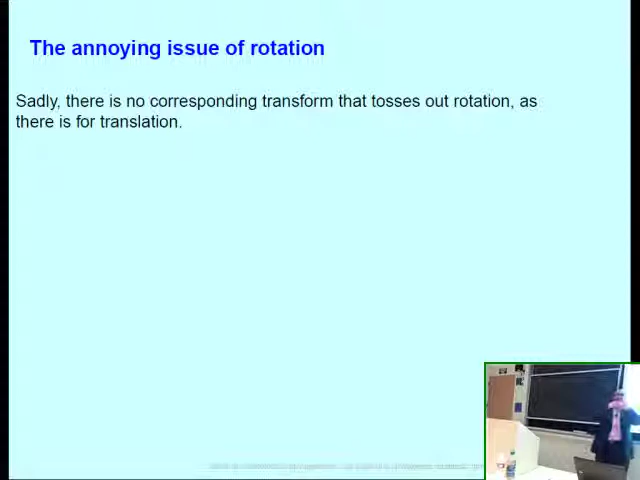 The annoying issue of rotation
Sadly, there is no corresponding transform that tosses out rotation, as
there is for translation.